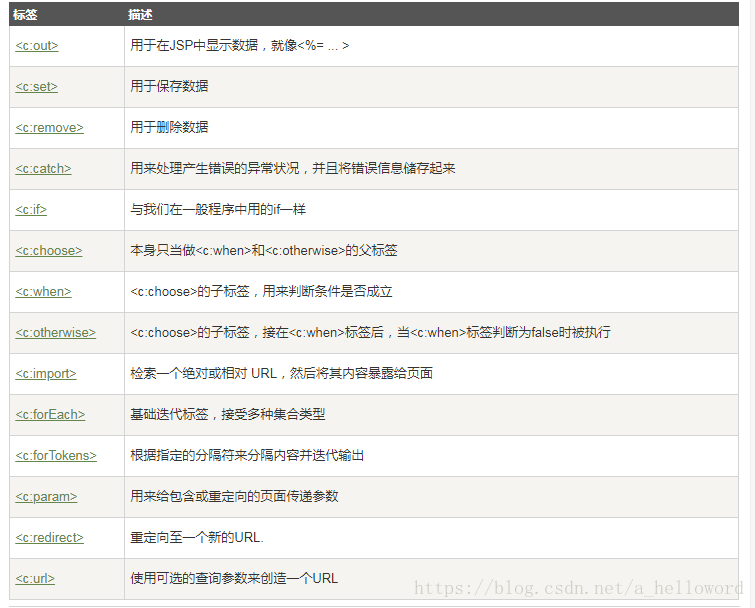 标签 描述
<c:out> 用于在JSP中显示数据，就像<%= ... >
<c:set> 用于保存数据
<c:remove> 用于删除数据
<c:catch> 用来处理产生错误的异常状况，并且将错误信息储存起来
<c:if> 与我们在一般程序中用的if一样
<c:choose> 本身只当做<c:when>和<c:otherwise>的父标签
<c:when> <c:choose>的子标签，用来判断条件是否成立
<c:otherwise> <c:choose>的子标签，接在<c:when>标签后，当<c:when>标签判断为false时被执行
<c:import> 检索一个绝对或相对 URL，然后将其内容暴露给页面
<c:forEach> 基础迭代标签，接受多种集合类型
<c:forTokens> 根据指定的分隔符来分隔内容并迭代输出
<c:param> 用来给包含或重定向的页面传递参数
<c:redirect> 重定向至一个新的URL.
<c:url> 使用可选的查询参数来创造一个URL
https://blog.csdn.net/a_helloword